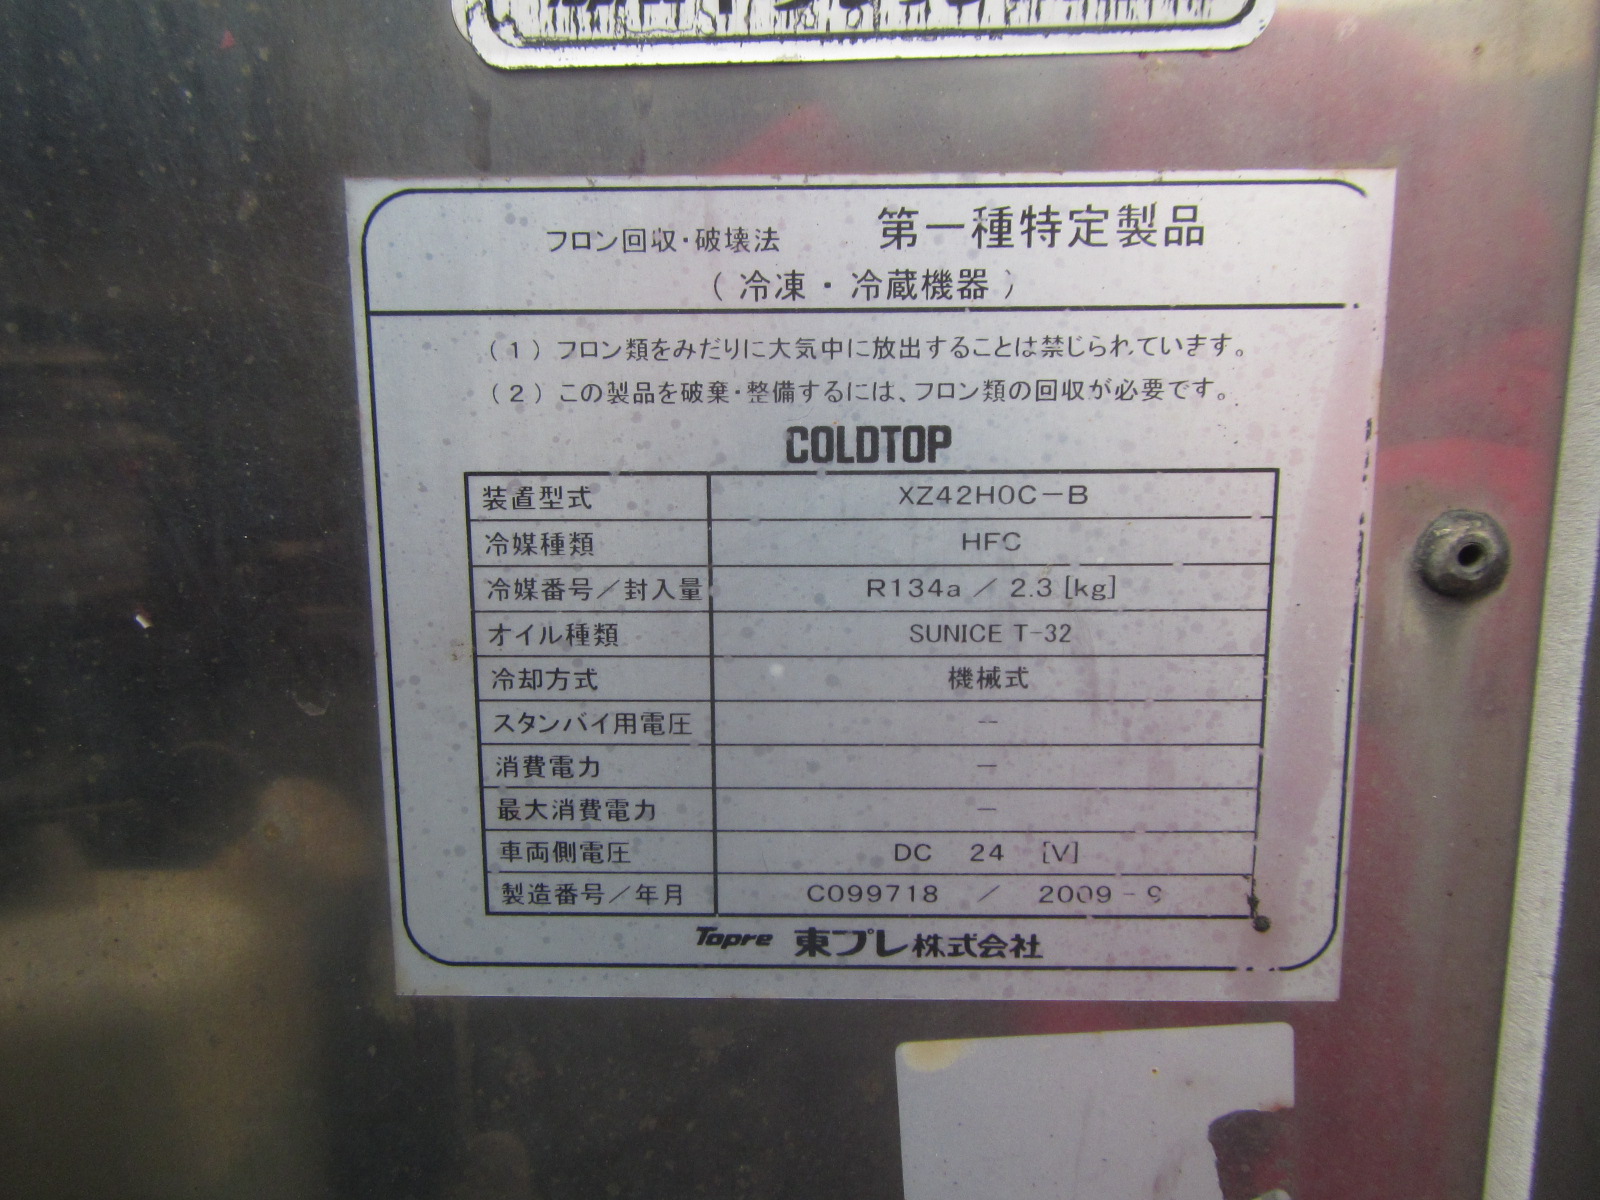 フロン回収・破壊法 第一種特定製品
(冷凍・冷蔵機器)
(1)フロン類をみだりに大気中に放出することは禁じられています。
(2)この製品を破棄・整備するには、フロン類の回収が必要です。
COLDTOP
装置型式 XZ42H0C-B
冷媒種類 HFC
冷媒番号/封入量 R134a / 2.3 [kg]
オイル種類 SUNICE T-32
冷却方式 機械式
スタンバイ用電圧 -
消費電力 -
最大消費電力 -
車両側電圧 DC 24 [V]
製造番号/年月 C099718 / 2009-9
Topre 東プレ株式会社